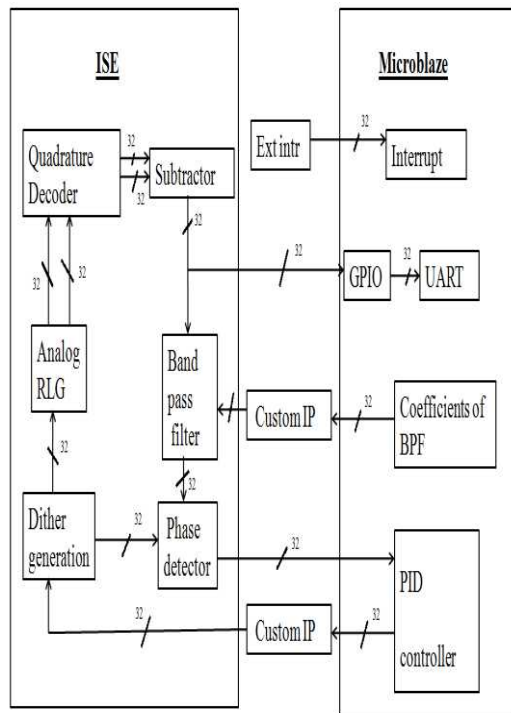 ISE
Microblaze
Quadrature
Decoder
32
32
Subtractor
Ext intr
32
Interrupt
32
32
32
32
GPIO
32
UART
32
Analog
RLG
Band
pass
filter
Custom IP
32
Coefficients of
BPF
32
32
Dither
generation
32
Phase
detector
32
PID
controller
32
Custom IP
32